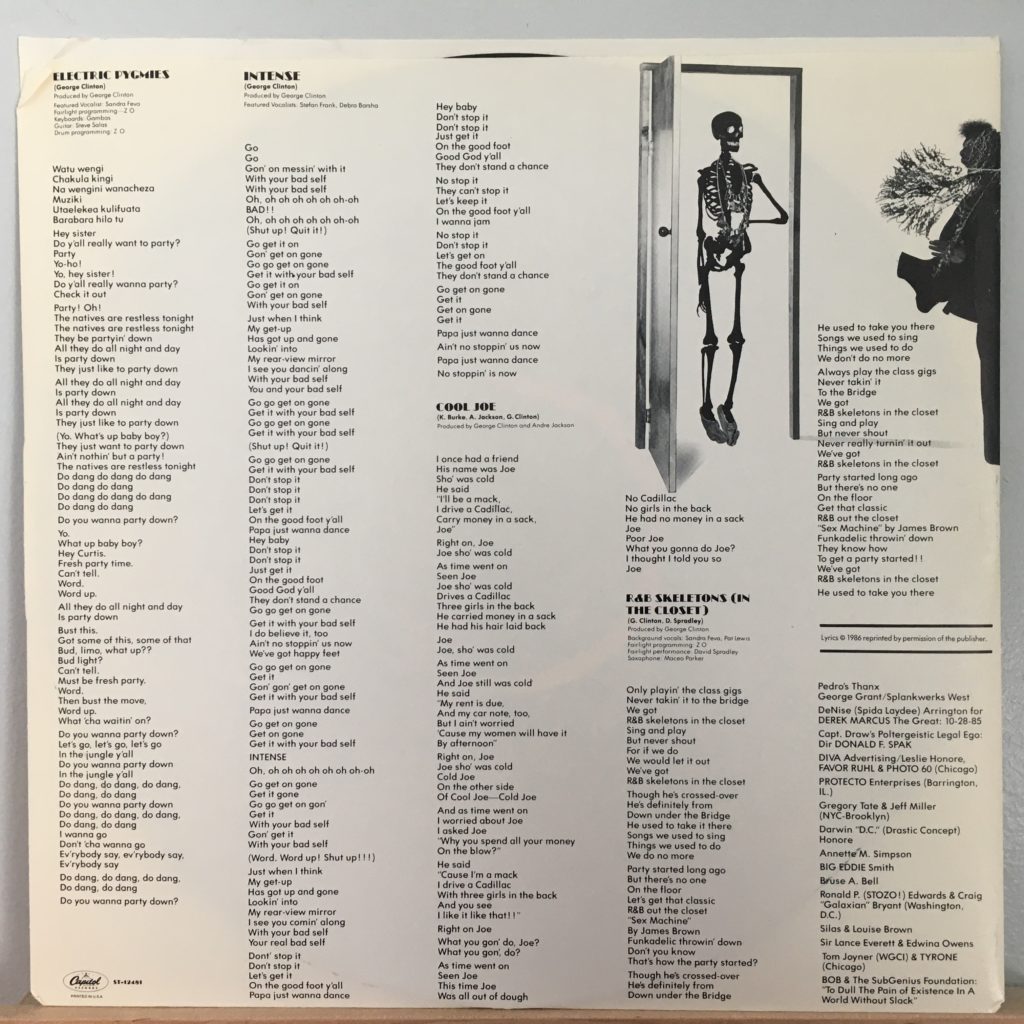 ELECTRIC PYGMIES
(George Clinton)
Produced by George Clinton
Featured Vocalist: Sandra Feva
Fairlight programming—Z O
Keyboards: Gambas
Guitar: Steve Salas
Drum programming: Z O
Watu wengi
Chakula kingi
Na wengini wanacheza
Muziki
Utaelekea kulifuata
Barabara hilo tu
Hey sister
Do y'all really want to party?
Party
Yo-ho!
Yo, hey sister!
Do y'all really wanna party?
Check it out
Party! Oh!
The natives are restless tonight
The natives are restless tonight
They be partyin' down
All they do all night and day
Is party down
They just like to party down
All they do all night and day
Is party down
All they do all night and day
Is party down
They just like to party down
(Yo. What's up baby boy?)
They just want to party down
Ain't nothin' but a party!
The natives are restless tonight
Do dang do dang do dang
Do dang do dang
Do dang do dang do dang
Do dang do dang
Do you wanna party down?
Yo.
What up baby boy?
Hey Curtis.
Fresh party time.
Can't tell.
Word.
Word up.
All they do all night and day
Is party down
Bust this.
Got some of this, some of that
Bud, limo, what up??
Bud light?
Can't tell.
Must be fresh party.
Word.
Then bust the move,
Word up.
What 'cha waitin' on?
Do you wanna party down?
Let's go, let's go, let's go
In the jungle y'all
Do you wanna party down
In the jungle y'all
Do dang, do dang, do dang,
Do dang, do dang
Do you wanna party down
Do dang, do dang, do dang,
Do dang, do dang
I wanna go
Don't 'cha wanna go
Ev'rybody say, ev'rybody say,
Ev'rybody say
Do dang, do dang, do dang,
Do dang, do dang
Do you wanna party down?
Capitol
RECORDS
ST-12481
PRINTED IN U.S.A.
INTENSE
(George Clinton)
Produced by George Clinton
Featured Vocalists: Stefan Frank, Debra Barsha
Go
Go
Gon' on messin' with it
With your bad self
With your bad self
Oh, oh oh oh oh oh oh-oh
BAD!!
Oh, oh oh oh oh oh oh-oh
(Shut up! Quit it!)
Go get it on
Gon' get on gone
Go go get on gone
Get it with your bad self
Go get it on
Gon' get on gone
With your bad self
Just when I think
My get-up
Has got up and gone
Lookin' into
My rear-view mirror
I see you dancin' along
With your bad self
You and your bad self
Go go get on gone
Get it with your bad self
Go go get on gone
Get it with your bad self
(Shut up! Quit it!)
Go go get on gone
Get it with your bad self
Don't stop it
Don't stop it
Don't stop it
Let's get it
On the good foot y'all
Papa just wanna dance
Hey baby
Don't stop it
Don't stop it
Just get it
On the good foot
Good God y'all
They don't stand a chance
Go go get on gone
Get it with your bad self
I do believe it, too
Ain't no stoppin' us now
We've got happy feet
Go go get on gone
Get it
Gon' gon' get on gone
Get it with your bad self
Papa just wanna dance
Go get on gone
Get on gone
Get it with your bad self
INTENSE
Oh, oh oh oh oh oh oh-oh
Go get on gone
Get it gone
Go go get on gon'
Get it
With your bad self
Gon' get it
With your bad self
(Word. Word up! Shut up!!!)
Just when I think
My get-up
Has got up and gone
Lookin' into
My rear-view mirror
I see you comin' along
With your bad self
Your real bad self
Dont' stop it
Don't stop it
Let's get it
On the good foot y'all
Papa just wanna dance
Hey baby
Don't stop it
Don't stop it
Just get it
On the good foot
Good God y'all
They don't stand a chance
No stop it
They can't stop it
Let's keep it
On the good foot y'all
I wanna jam
No stop it
Don't stop it
Let's get on
The good foot y'all
They don't stand a chance
Go get on gone
Get it
Get on gone
Get it
Papa just wanna dance
Ain't no stoppin' us now
Papa just wanna dance
No stoppin' is now
COOL JOE
(K. Burke, A. Jackson, G. Clinton)
Produced by George Clinton and Andre Jackson
I once had a friend
His name was Joe
Sho' was cold
He said
"I'll be a mack,
I drive a Cadillac,
Carry money in a sack,
Joe"
Right on, Joe
Joe sho' was cold
As time went on
Seen Joe
Joe sho' was cold
Drives a Cadillac
Three girls in the back
He carried money in a sack
He had his hair laid back
Joe
Joe, sho' was cold
As time went on
Seen Joe
And Joe still was cold
He said
"My rent is due,
And my car note, too,
But I ain't worried
'Cause my women will have it
By afternoon"
Right on, Joe
Joe sho' was cold
Cold Joe
On the other side
Of Cool Joe—Cold Joe
And as time went on
I worried about Joe
I asked Joe
"Why you spend all your money
On the blow?"
He said
"Cause I'm a mack
I drive a Cadillac
With three girls in the back
And you see
I like it like that!!"
Right on Joe
What you gon' do, Joe?
What you gon', do?
As time went on
Seen Joe
This time Joe
Was all out of dough
No Cadillac
No girls in the back
He had no money in a sack
Joe
Poor Joe
What you gonna do Joe?
I thought I told you so
Joe
R&B SKELETONS (IN
THE CLOSET)
(G. Clinton, D. Spradley)
Produced by George Clinton
Background vocals: Sandra Feva, Pat Lewis
Fairlight programming: Z O
Fairlight performance: David Spradley
Saxophone: Maceo Parker
Only playin' the class gigs
Never takin' it to the bridge
We got
R&B skeletons in the closet
Sing and play
But never shout
For if we do
We would let it out
We've got
R&B skeletons in the closet
Though he's crossed-over
He's definitely from
Down under the Bridge
He used to take it there
Songs we used to sing
Things we used to do
We do no more
Party started long ago
But there's no one
On the floor
Let's get that classic
R&B out the closet
"Sex Machine"
By James Brown
Funkadelic throwin' down
Don't you know
That's how the party started?
Though he's crossed-over
He's definitely from
Down under the Bridge
He used to take you there
Songs we used to sing
Things we used to do
We don't do no more
Always play the class gigs
Never takin' it
To the Bridge
We got
R&B skeletons in the closet
Sing and play
But never shout
Never really turnin' it out
We've got
R&B skeletons in the closet
Party started long ago
But there's no one
On the floor
Get that classic
R&B out the closet
"Sex Machine" by James Brown
Funkadelic throwin' down
They know how
To get a party started!!
We've got
R&B skeletons in the closet
He used to take you there
Lyrics © 1986 reprinted by permission of the publisher.
Pedro's Thanx
George Grant/Splankwerks West
DeNise (Spida Laydee) Arrington for
DEREK MARCUS The Great: 10-28-85
Capt. Draw's Poltergeistic Legal Ego:
Dir DONALD F. SPAK
DIVA Advertising/Leslie Honore,
FAVOR RUHL & PHOTO 60 (Chicago)
PROTECTO Enterprises (Barrington,
IL.)
Gregory Tate & Jeff Miller
(NYC-Brooklyn)
Darwin "D.C." (Drastic Concept)
Honore
Annette M. Simpson
BIG EDDIE Smith
Bruse A. Bell
Ronald P. (STOZO!) Edwards & Craig
"Galaxian" Bryant (Washington,
D.C.)
Silas & Louise Brown
Sir Lance Everett & Edwina Owens
Tom Joyner (WGCI) & TYRONE
(Chicago)
BOB & The SubGenius Foundation:
"To Dull The Pain of Existence In A
World Without Slack"